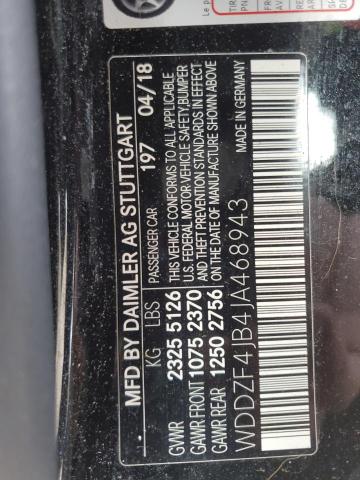 MFD BY DAIMLER AG STUTTGART
KG LBS 197 04/18
PASSENGER CAR
GVWR 2325 5126
GAWR FRONT 1075 2370
GAWR REAR 1250 2756
THIS VEHICLE CONFORMS TO ALL APPLICABLE
U.S. FEDERAL MOTOR VEHICLE SAFETY,BUMPER
AND THEFT PREVENTION STANDARDS IN EFFECT
ON THE DATE OF MANUFACTURE SHOWN ABOVE
WDDZF4JB4JA468943
MADE IN GERMANY